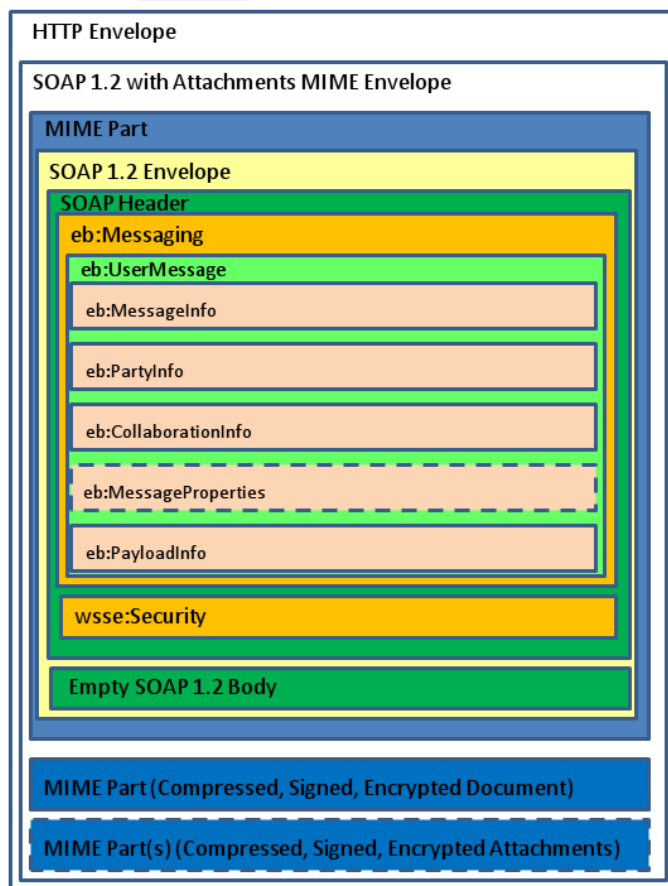 HTTP Envelope
SOAP 1.2 with Attachments MIME Envelope
MIME Part
SOAP 1.2 Envelope
SOAP Header
eb:Messaging
eb:UserMessage
eb:MessageInfo
eb:PartyInfo
eb:CollaborationInfo
eb:MessageProperties
eb:PayloadInfo
wsse:Security
Empty SOAP 1.2 Body
MIME Part (Compressed, Signed, Encrypted Document)
MIME Part(s) (Compressed, Signed, Encrypted Attachments)